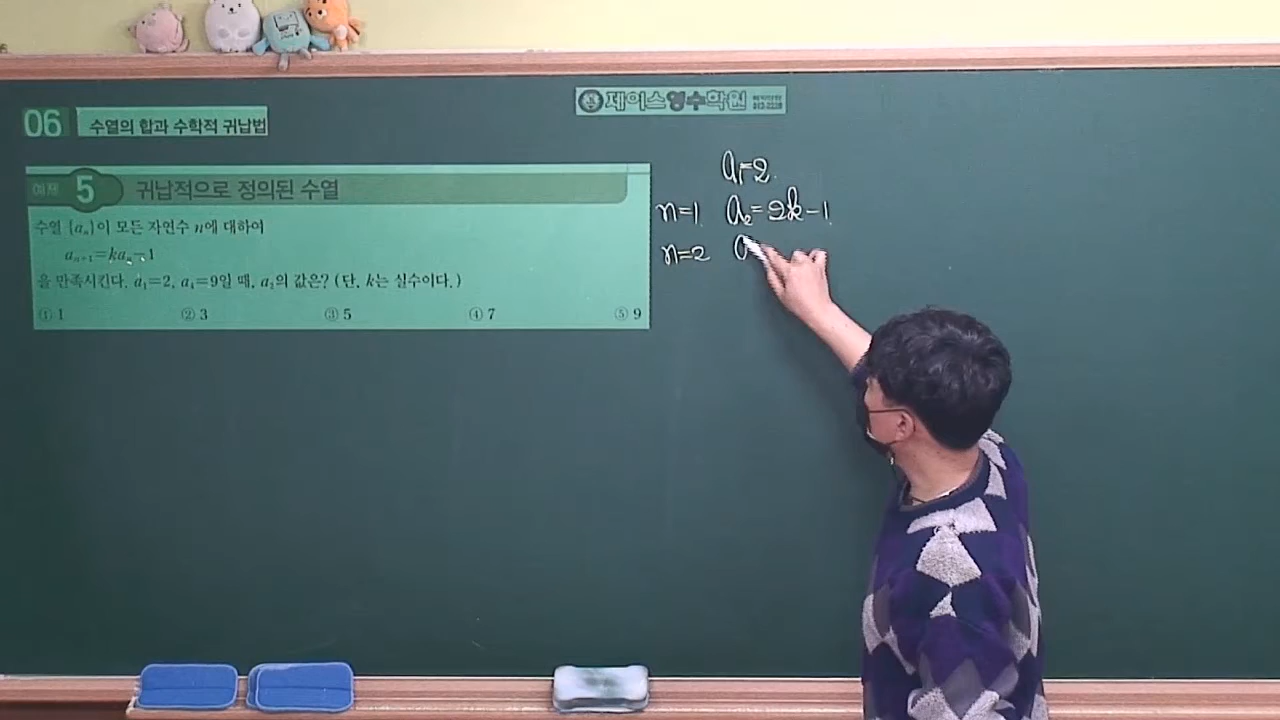 제이스영수학원
06 수열의 합과 수학적 귀납법
예제 5 귀납적으로 정의된 수열
수열 {aₙ}이 모든 자연수 n에 대하여
aₙ₊₁=kaₙ−1
을 만족시킨다. a₁=2, a₄=9일 때, a₂의 값은? (단, k는 실수이다.)
① 1 ② 3 ③ 5 ④ 7 ⑤ 9
a₁=2.
n=1 a₂=2k−1
n=2 a